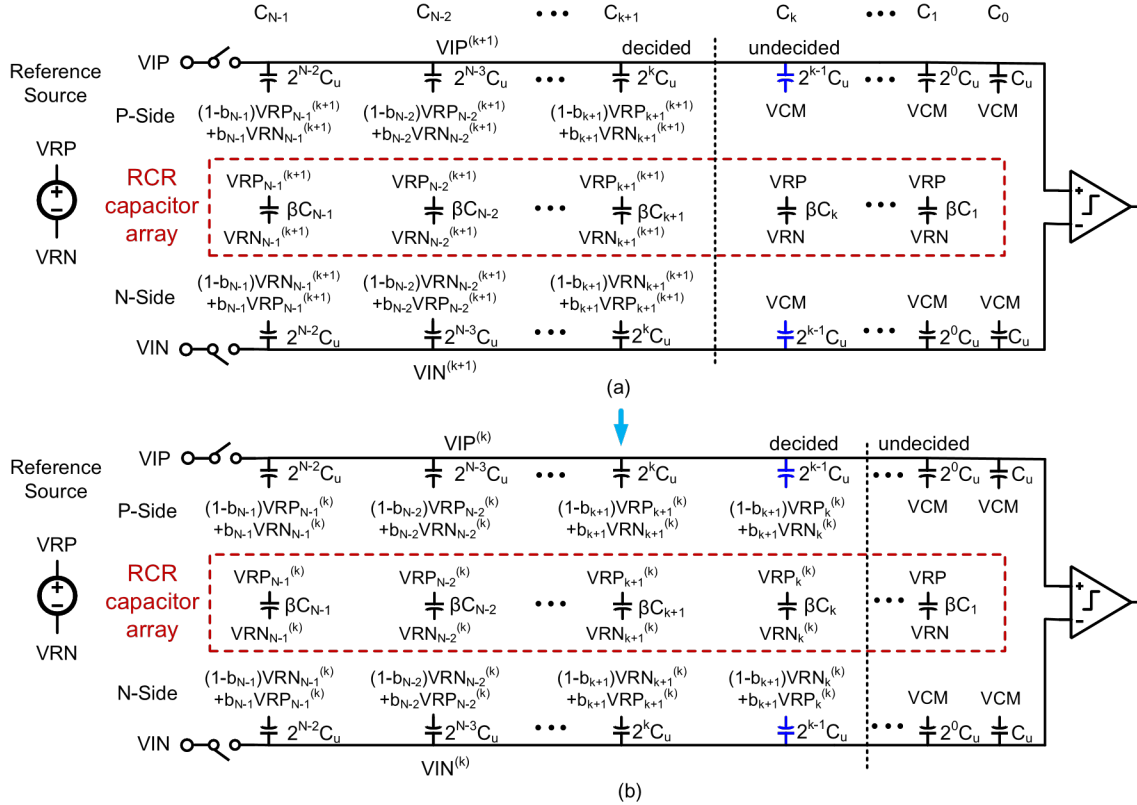 C_{N-1} C_{N-2} ••• C_{k+1} C_k ••• C_1 C_0
VIP VIP^{(k+1)} decided undecided
2^{N-2}C_u 2^{N-3}C_u ••• 2^kC_u 2^{k-1}C_u ••• 2^0C_u C_u
Reference
Source
P-Side
(1-b_{N-1})VRP_{N-1}^{(k+1)} (1-b_{N-2})VRP_{N-2}^{(k+1)} (1-b_{k+1})VRP_{k+1}^{(k+1)} VCM VCM VCM
+b_{N-1}VRN_{N-1}^{(k+1)} +b_{N-2}VRN_{N-2}^{(k+1)} +b_{k+1}VRN_{k+1}^{(k+1)}
VRP
+
−
VRN
RCR
capacitor
array
VRP_{N-1}^{(k+1)} VRP_{N-2}^{(k+1)} VRP_{k+1}^{(k+1)} VRP VRP
βC_{N-1} βC_{N-2} ••• βC_{k+1} βC_k ••• βC_1
VRN_{N-1}^{(k+1)} VRN_{N-2}^{(k+1)} VRN_{k+1}^{(k+1)} VRN VRN
+
−
N-Side
(1-b_{N-1})VRN_{N-1}^{(k+1)} (1-b_{N-2})VRN_{N-2}^{(k+1)} (1-b_{k+1})VRN_{k+1}^{(k+1)} VCM VCM VCM
+b_{N-1}VRP_{N-1}^{(k+1)} +b_{N-2}VRP_{N-2}^{(k+1)} +b_{k+1}VRP_{k+1}^{(k+1)}
2^{N-2}C_u 2^{N-3}C_u ••• 2^kC_u 2^{k-1}C_u ••• 2^0C_u C_u
VIN VIN^{(k+1)}
(a)
VIP VIP^{(k)} decided undecided
2^{N-2}C_u 2^{N-3}C_u ••• 2^kC_u 2^{k-1}C_u ••• 2^0C_u C_u
Reference
Source
P-Side
(1-b_{N-1})VRP_{N-1}^{(k)} (1-b_{N-2})VRP_{N-2}^{(k)} (1-b_{k+1})VRP_{k+1}^{(k)} (1-b_{k+1})VRP_k^{(k)} VCM VCM
+b_{N-1}VRN_{N-1}^{(k)} +b_{N-2}VRN_{N-2}^{(k)} +b_{k+1}VRN_{k+1}^{(k)} +b_{k+1}VRN_k^{(k)}
VRP
+
−
VRN
RCR
capacitor
array
VRP_{N-1}^{(k)} VRP_{N-2}^{(k)} VRP_{k+1}^{(k)} VRP_k^{(k)} VRP
βC_{N-1} βC_{N-2} ••• βC_{k+1} βC_k ••• βC_1
VRN_{N-1}^{(k)} VRN_{N-2}^{(k)} VRN_{k+1}^{(k)} VRN_k^{(k)} VRN
+
−
N-Side
(1-b_{N-1})VRN_{N-1}^{(k)} (1-b_{N-2})VRN_{N-2}^{(k)} (1-b_{k+1})VRN_{k+1}^{(k)} (1-b_{k+1})VRN_k^{(k)} VCM VCM
+b_{N-1}VRP_{N-1}^{(k)} +b_{N-2}VRP_{N-2}^{(k)} +b_{k+1}VRP_{k+1}^{(k)} +b_{k+1}VRP_k^{(k)}
2^{N-2}C_u 2^{N-3}C_u ••• 2^kC_u 2^{k-1}C_u ••• 2^0C_u C_u
VIN VIN^{(k)}
(b)